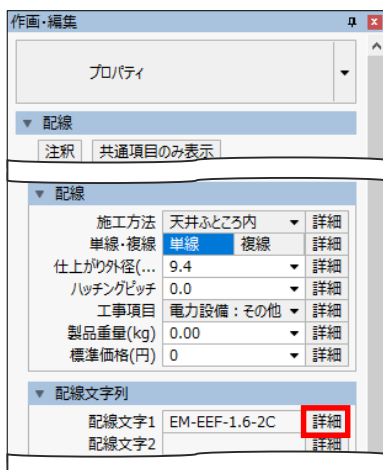 作画・編集
プロパティ
配線
注釈 共通項目のみ表示
配線
施工方法 天井ふところ内 詳細
単線・複線 単線 複線 詳細
仕上がり外径(... 9.4 詳細
ハッチングピッチ 0.0 詳細
工事項目 電力設備：その他 詳細
製品重量(kg) 0.00 詳細
標準価格(円) 0 詳細
配線文字列
配線文字1 EM-EEF-1.6-2C 詳細
配線文字2 詳細